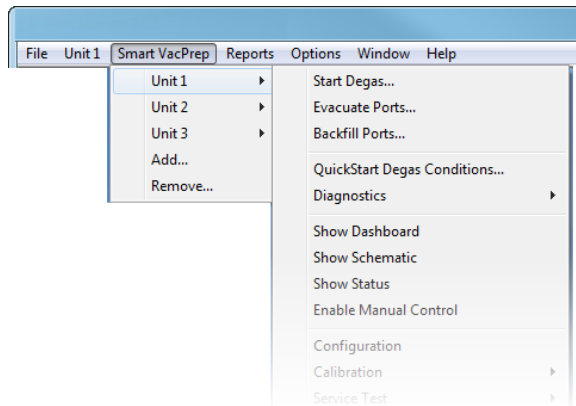 File Unit 1 Smart VacPrep Reports Options Window Help
Unit 1
Unit 2
Unit 3
Add...
Remove...
Start Degas...
Evacuate Ports...
Backfill Ports...
QuickStart Degas Conditions...
Diagnostics
Show Dashboard
Show Schematic
Show Status
Enable Manual Control
Configuration
Calibration
Service Test